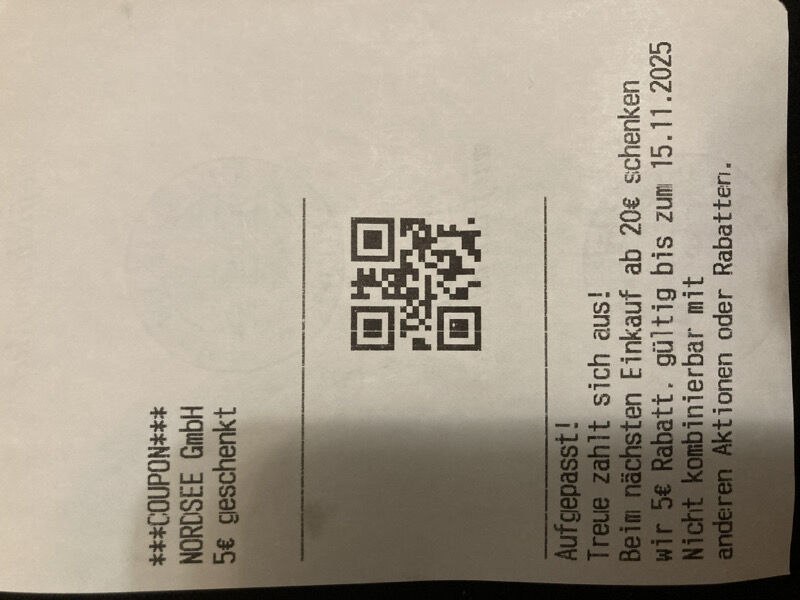 ***COUPON***
NORDSEE GmbH
5€ geschenkt
Aufgepasst!
Treue zahlt sich aus!
Beim nächsten Einkauf ab 20€ schenken
wir 5€ Rabatt, gültig bis zum 15.11.2025
Nicht kombinierbar mit
anderen Aktionen oder Rabatten.